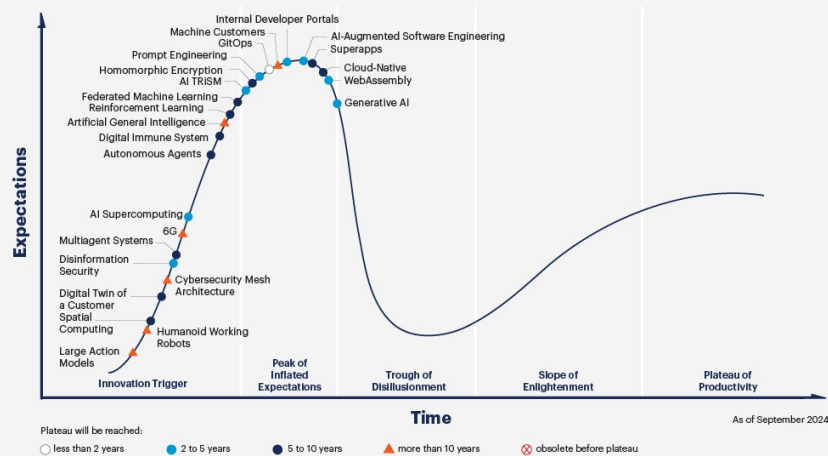 Internal Developer Portals
Machine Customers
GitOps
AI-Augmented Software Engineering
Superapps
Prompt Engineering
Cloud-Native
Homomorphic Encryption
WebAssembly
AI TRiSM
Federated Machine Learning
Generative AI
Reinforcement Learning
Artificial General Intelligence
Digital Immune System
Autonomous Agents
Expectations
AI Supercomputing
6G
Multiagent Systems
Disinformation
Security
Cybersecurity Mesh
Architecture
Digital Twin of
a Customer
Spatial
Computing
Humanoid Working
Robots
Large Action
Models
Innovation Trigger
Peak of
Inflated
Expectations
Trough of
Disillusionment
Slope of
Enlightenment
Plateau of
Productivity
Time
As of September 2024
Plateau will be reached:
less than 2 years
2 to 5 years
5 to 10 years
more than 10 years
obsolete before plateau